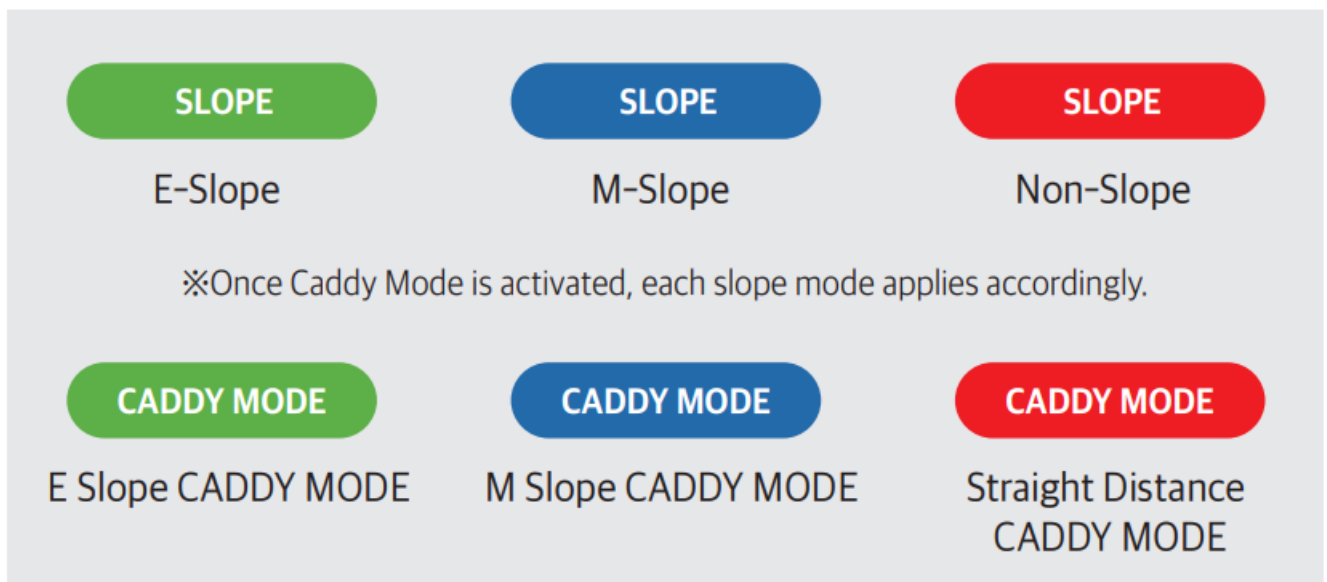 SLOPE SLOPE SLOPE
E-Slope M-Slope Non-Slope
※Once Caddy Mode is activated, each slope mode applies accordingly.
CADDY MODE CADDY MODE CADDY MODE
E Slope CADDY MODE M Slope CADDY MODE Straight Distance
CADDY MODE